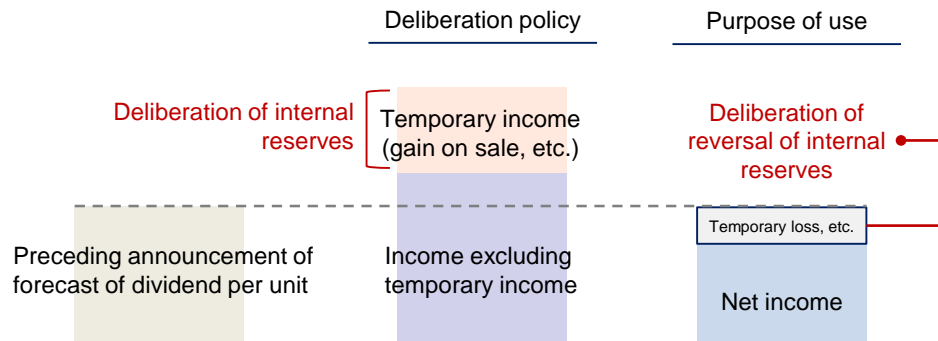 Deliberation policy
Purpose of use
Deliberation of internal
reserves
Temporary income
(gain on sale, etc.)
Deliberation of
reversal of internal
reserves
Temporary loss, etc.
Preceding announcement of
forecast of dividend per unit
Income excluding
temporary income
Net income